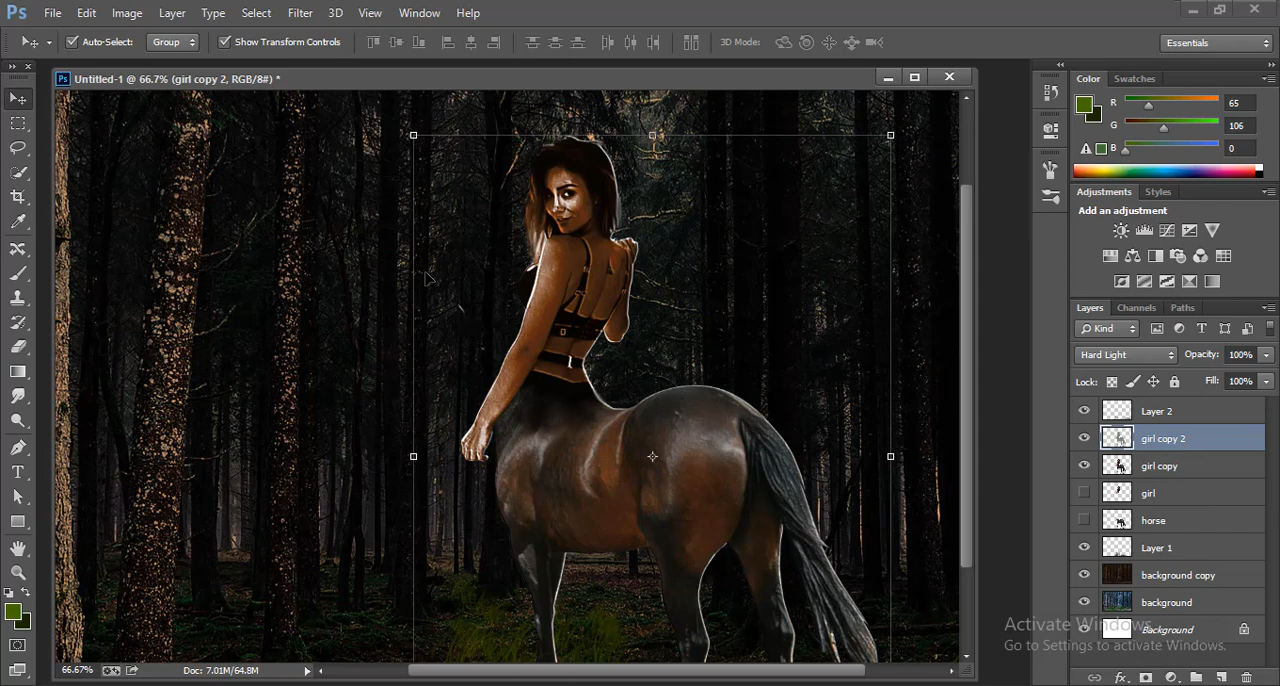 Ps File Edit Image Layer Type Select Filter 3D View Window Help
Auto-Select: Group Show Transform Controls 3D Mode: Essentials
Ps Untitled-1 @ 66.7% (girl copy 2, RGB/8#) *
Color Swatches
R 65
G 106
B 0
Adjustments Styles
Add an adjustment
Layers Channels Paths
Kind T
Hard Light Opacity: 100%
Lock: Fill: 100%
Layer 2
girl copy 2
girl copy
girl
horse
Layer 1
background copy
background
Background
Activate Windows
Go to Settings to activate Windows.
66.67% Doc: 7.01M/64.8M
fx